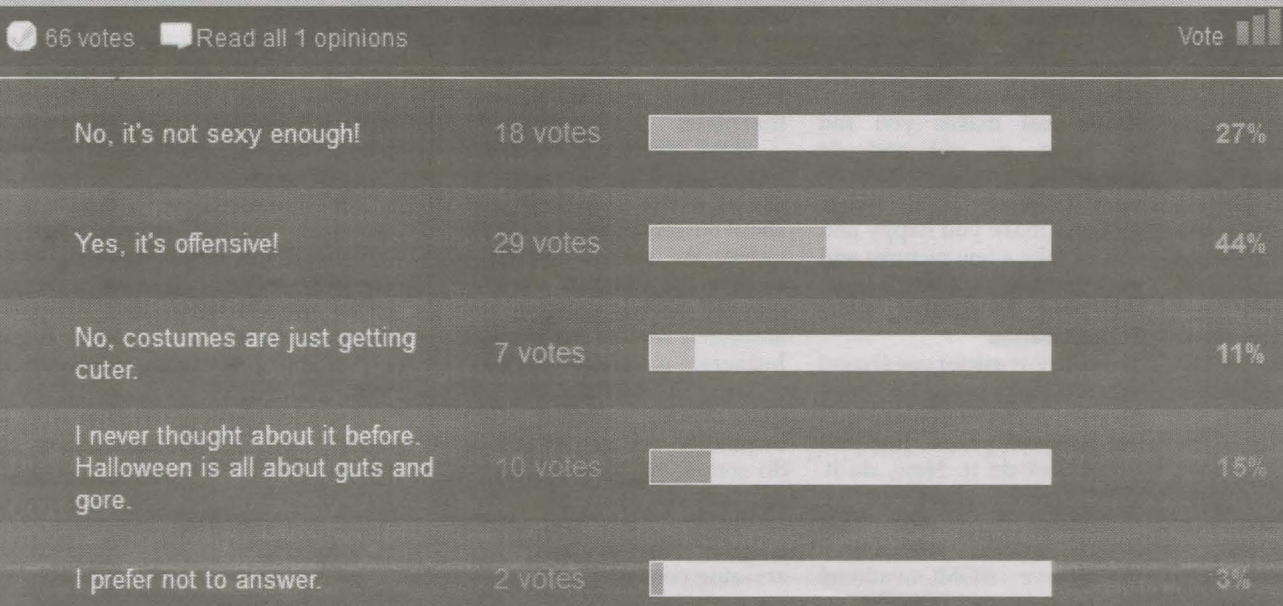 66 votes Read all 1 opinions Vote
No, it's not sexy enough! 18 votes 27%
Yes, it's offensive! 29 votes 44%
No, costumes are just getting
cuter. 7 votes 11%
I never thought about it before.
Halloween is all about guts and
gore. 10 votes 15%
I prefer not to answer. 2 votes 3%